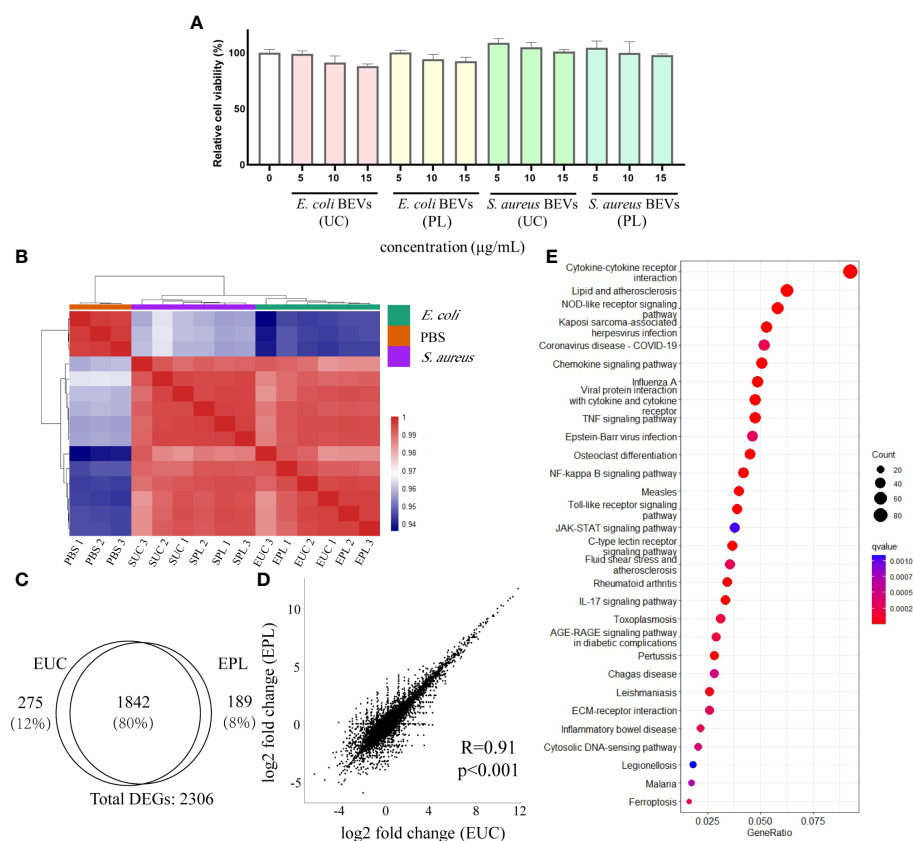 A
Relative cell viability (%)
100
50
0
0 5 10 15 5 10 15 5 10 15 5 10 15
E. coli BEVs (UC)
E. coli BEVs (PL)
S. aureus BEVs (UC)
S. aureus BEVs (PL)
concentration (μg/mL)
B
E. coli
PBS
S. aureus
1
0.99
0.98
0.97
0.96
0.95
0.94
PBS 1
PBS 2
PBS 3
SUC 3
SUC 2
SUC 1
SPL 2
SPL 1
SPL 3
EUC 3
EPL 1
EUC 2
EUC 1
EPL 2
EPL 3
C
EUC
EPL
275
(12%)
1842
(80%)
189
(8%)
Total DEGs: 2306
D
log2 fold change (EPL)
10
5
0
-5
-4 0 4 8 12
R=0.91
p<0.001
log2 fold change (EUC)
E
Cytokine-cytokine receptor
interaction
Lipid and atherosclerosis
NOD-like receptor signaling
pathway
Kaposi sarcoma-associated
herpesvirus infection
Coronavirus disease - COVID-19
Chemokine signaling pathway
Influenza A
Viral protein interaction
with cytokine and cytokine
receptor
TNF signaling pathway
Epstein-Barr virus infection
Osteoclast differentiation
NF-kappa B signaling pathway
Measles
Toll-like receptor signaling
pathway
JAK-STAT signaling pathway
C-type lectin receptor
signaling pathway
Fluid shear stress and
atherosclerosis
Rheumatoid arthritis
IL-17 signaling pathway
Toxoplasmosis
AGE-RAGE signaling pathway
in diabetic complications
Pertussis
Chagas disease
Leishmaniasis
ECM-receptor interaction
Inflammatory bowel disease
Cytosolic DNA-sensing pathway
Legionellosis
Malaria
Ferroptosis
0.025 0.050 0.075
GeneRatio
Count
20
40
60
80
qvalue
0.0010
0.0007
0.0005
0.0002